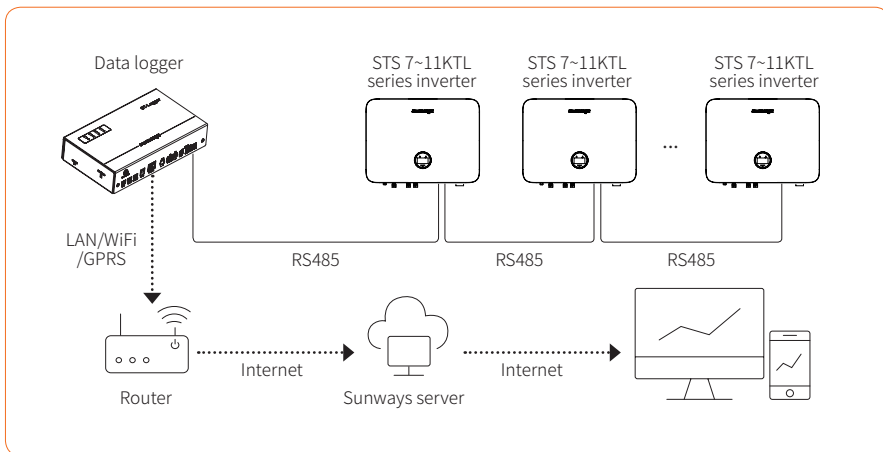 Data logger
STS 7~11KTL
series inverter
STS 7~11KTL
series inverter
STS 7~11KTL
series inverter
...
LAN/WiFi
/GPRS
RS485
RS485
RS485
Internet
Internet
Router
Sunways server